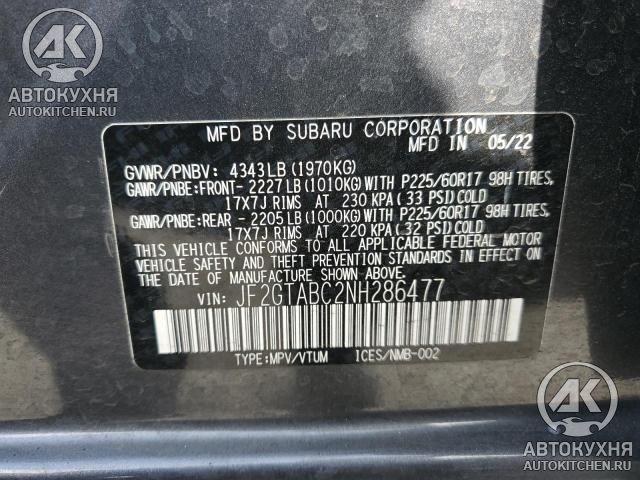 АВТОКУХНЯ
AUTOKITCHEN.RU
MFD BY SUBARU CORPORATION
MFD IN 05/22
GVWR/PNBV: 4343LB(1970KG)
GAWR/PNBE:FRONT- 2227LB(1010KG)WITH P225/60R17 98H TIRES,
17X7J RIMS AT 230 KPA(33 PSI)COLD
GAWR/PNBE:REAR - 2205LB(1000KG)WITH P225/60R17 98H TIRES,
17X7J RIMS AT 220 KPA(32 PSI)COLD
THIS VEHICLE CONFORMS TO ALL APPLICABLE FEDERAL MOTOR
VEHICLE SAFETY AND THEFT PREVENTION STANDARDS IN EFFECT ON
THE DATE OF MANUFACTURE SHOWN ABOVE.
VIN: JF2GTABC2NH286477
TYPE:MPV/VTUM ICES/NMB-002
АВТОКУХНЯ
AUTOKITCHEN.RU